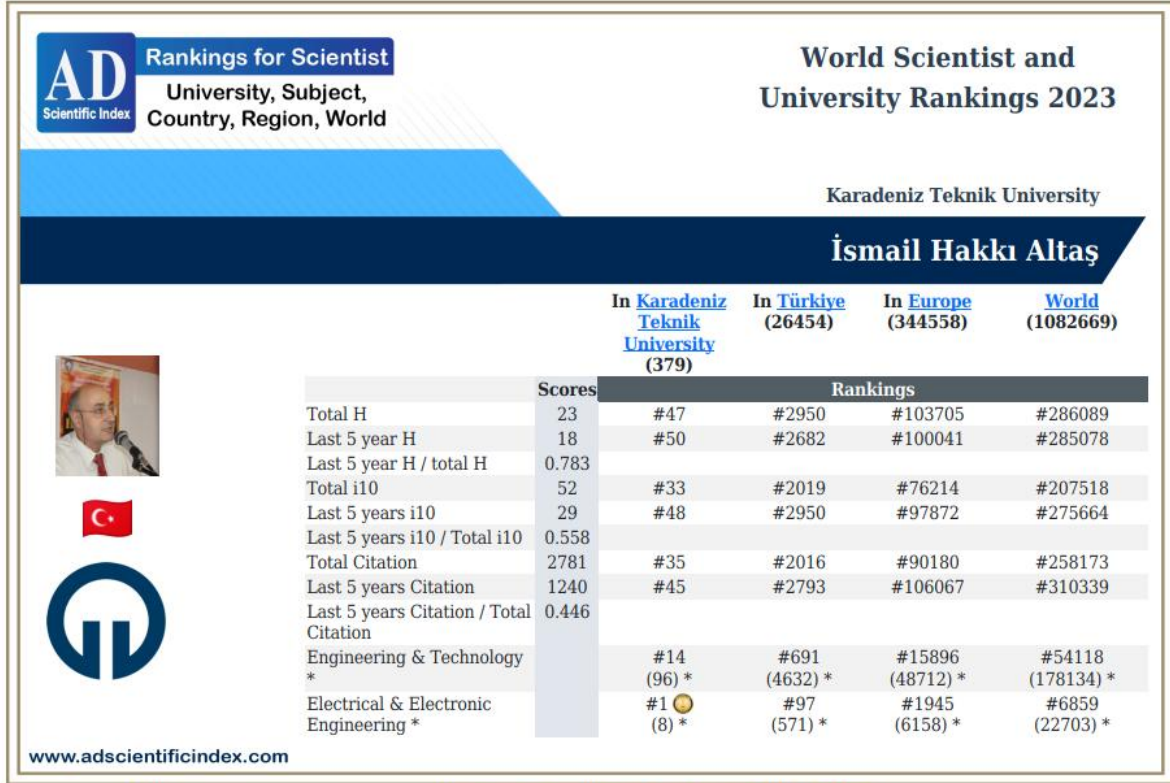 AD
Scientific Index
Rankings for Scientist
University, Subject,
Country, Region, World
World Scientist and
University Rankings 2023
Karadeniz Teknik University
İsmail Hakkı Altaş
In Karadeniz
Teknik
University
(379)
In Türkiye
(26454)
In Europe
(344558)
World
(1082669)
Scores Rankings
Total H 23 #47 #2950 #103705 #286089
Last 5 year H 18 #50 #2682 #100041 #285078
Last 5 year H / total H 0.783
Total i10 52 #33 #2019 #76214 #207518
Last 5 years i10 29 #48 #2950 #97872 #275664
Last 5 years i10 / Total i10 0.558
Total Citation 2781 #35 #2016 #90180 #258173
Last 5 years Citation 1240 #45 #2793 #106067 #310339
Last 5 years Citation / Total 0.446
Citation
Engineering & Technology #14 #691 #15896 #54118
* (96) * (4632) * (48712) * (178134) *
Electrical & Electronic #1 #97 #1945 #6859
Engineering * (8) * (571) * (6158) * (22703) *
www.adscientificindex.com